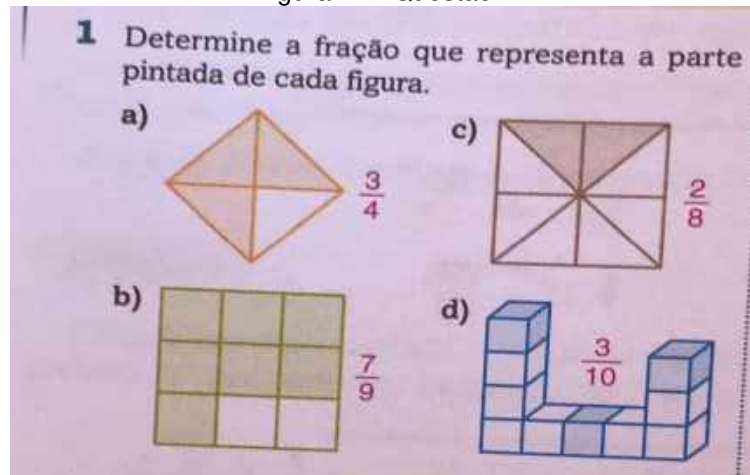 1 Determine a fração que representa a parte
pintada de cada figura.
a)
3/4
c)
2/8
b)
7/9
d)
3/10